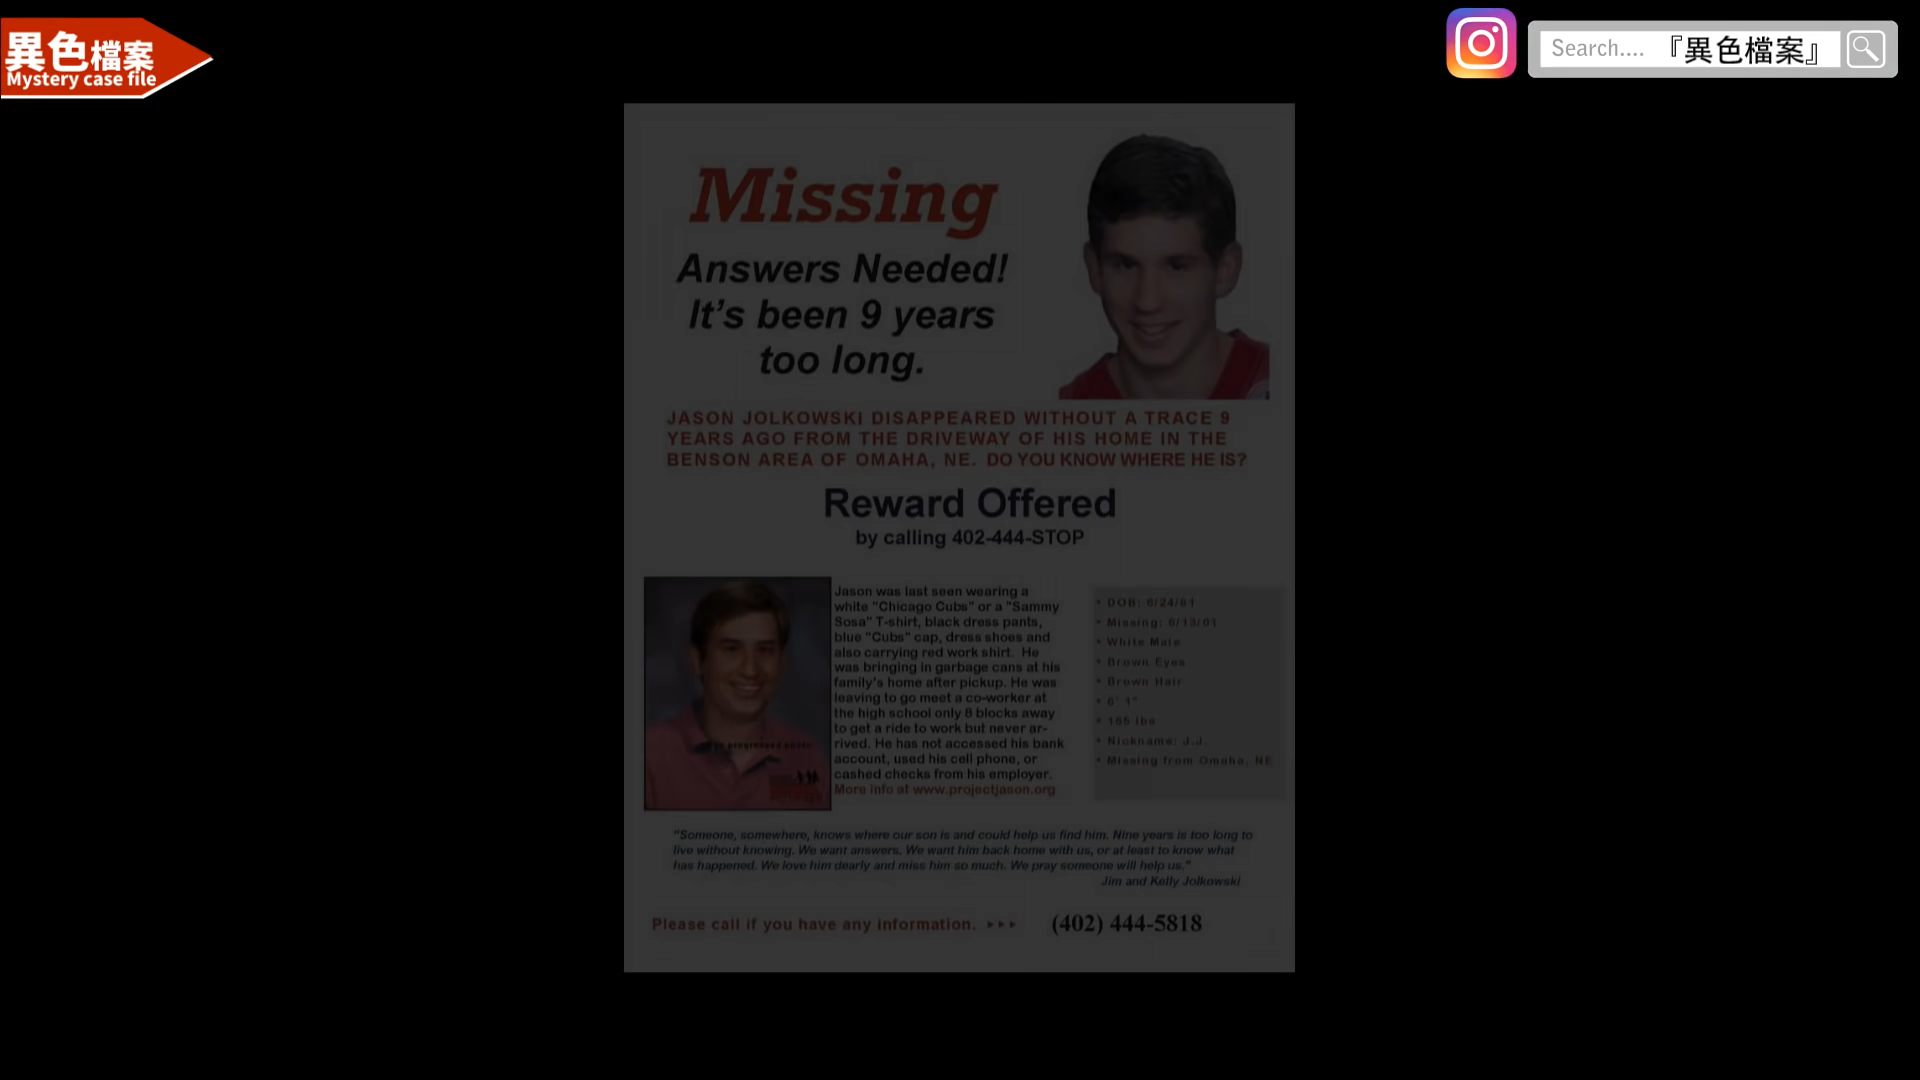 異色檔案
Mystery case file
Search....
『異色檔案』
Missing
Answers Needed!
It's been 9 years
too long.
JASON JOLKOWSKI DISAPPEARED WITHOUT A TRACE 9
YEARS AGO FROM THE DRIVEWAY OF HIS HOME IN THE
BENSON AREA OF OMAHA, NE. DO YOU KNOW WHERE HE IS?
Reward Offered
by calling 402-444-STOP
Jason was last seen wearing a
white "Chicago Cubs" or a "Sammy
Sosa" T-shirt, black dress pants,
blue "Cubs" cap, dress shoes and
also carrying red work shirt. He
was bringing in garbage cans at his
family's home after pickup. He was
leaving to go meet a co-worker at
the high school only 8 blocks away
to get a ride to work but never ar-
rived. He has not accessed his bank
account, used his cell phone, or
cashed checks from his employer.
More info at www.projectjason.org
progressed photo
• DOB: 6/24/81
• Missing: 6/13/01
• White Male
• Brown Eyes
• Brown Hair
• 6' 1"
• 165 lbs
• Nickname: J.J.
• Missing from Omaha, NE
"Someone, somewhere, knows where our son is and could help us find him. Nine years is too long to
live without knowing. We want answers. We want him back home with us, or at least to know what
has happened. We love him dearly and miss him so much. We pray someone will help us."
Jim and Kelly Jolkowski
Please call if you have any information. ▸▸▸ (402) 444-5818